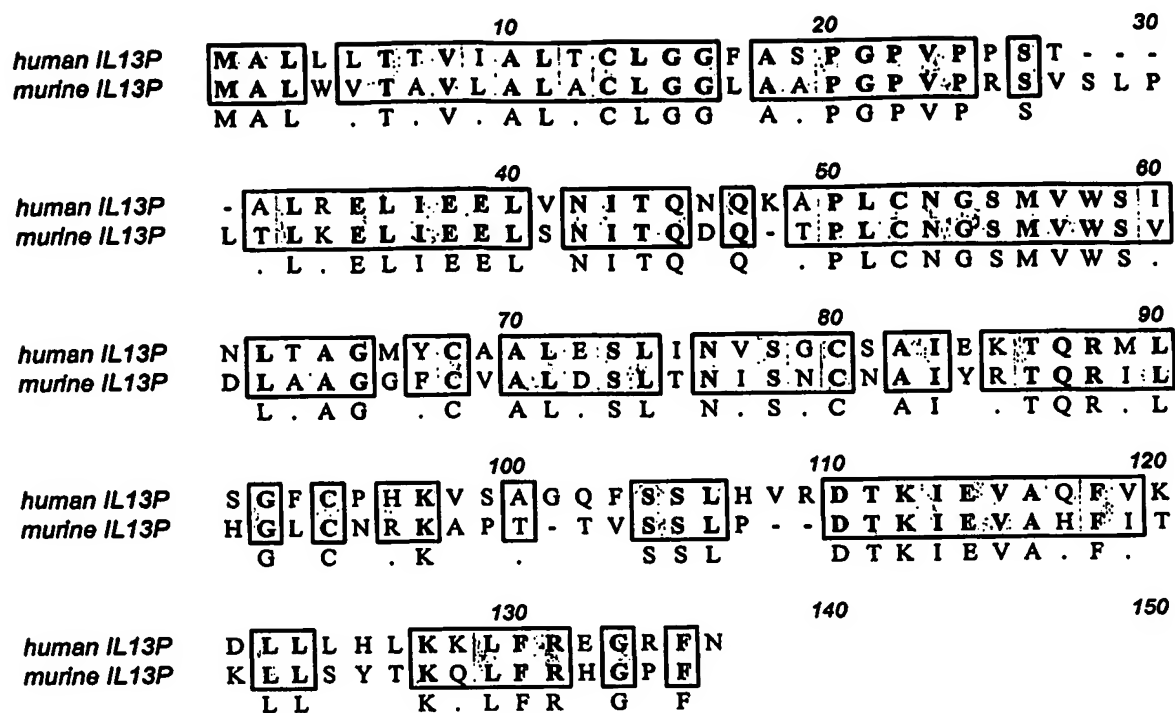 10 20 30
human IL13P M A L L L T T V I A L T C L G G F A S P G P V P P S T - - -
murine IL13P M A L W V T A V L A L A C L G G L A A P G P V P R S V S L P
M A L . T . V . A L . C L G G A . P G P V P S
40 50 60
human IL13P - A L R E L I E E L V N I T Q N Q K A P L C N G S M V W S I
murine IL13P L T L K E L I E E L S N I T Q D Q - T P L C N G S M V W S V
. L . E L I E E L N I T Q Q . P L C N G S M V W S .
70 80 90
human IL13P N L T A G M Y C A A L E S L I N V S G C S A I E K T Q R M L
murine IL13P D L A A G G F C V A L D S L T N I S N C N A I Y R T Q R I L
L . A G . C A L . S L N . S . C A I . T Q R . L
100 110 120
human IL13P S G F C P H K V S A G Q F S S L H V R D T K I E V A Q F V K
murine IL13P H G L C N R K A P T - T V S S L P - - D T K I E V A H F I T
G C . K . S S L D T K I E V A . F .
130 140 150
human IL13P D L L L H L K K L F R E G R F N
murine IL13P K L L S Y T K Q L F R H G P F
L L K . L F R G F